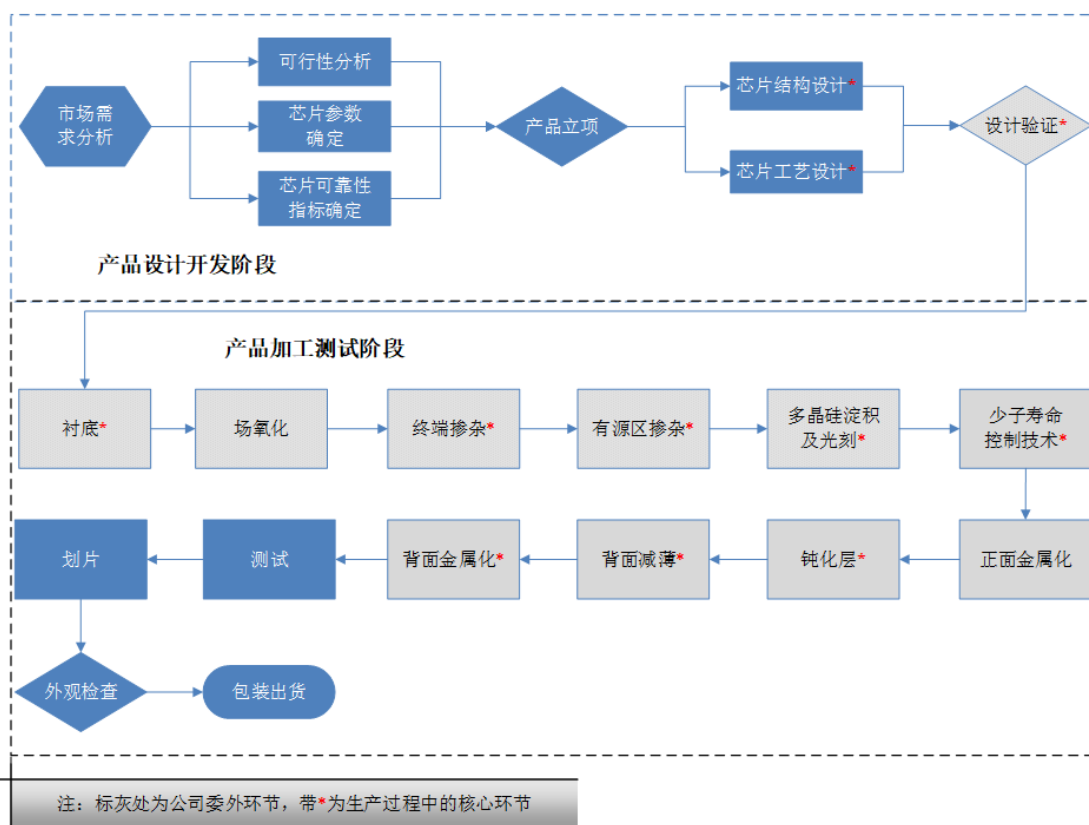 市场需
求分析
可行性分析
芯片参数
确定
芯片可靠性
指标确定
产品立项
芯片结构设计*
芯片工艺设计*
设计验证*
产品设计开发阶段
产品加工测试阶段
衬底*
场氧化
终端掺杂*
有源区掺杂*
多晶硅淀积
及光刻*
少子寿命
控制技术*
正面金属化
钝化层*
背面减薄*
背面金属化*
测试
划片
外观检查
包装出货
注：标灰处为公司委外环节，带*为生产过程中的核心环节